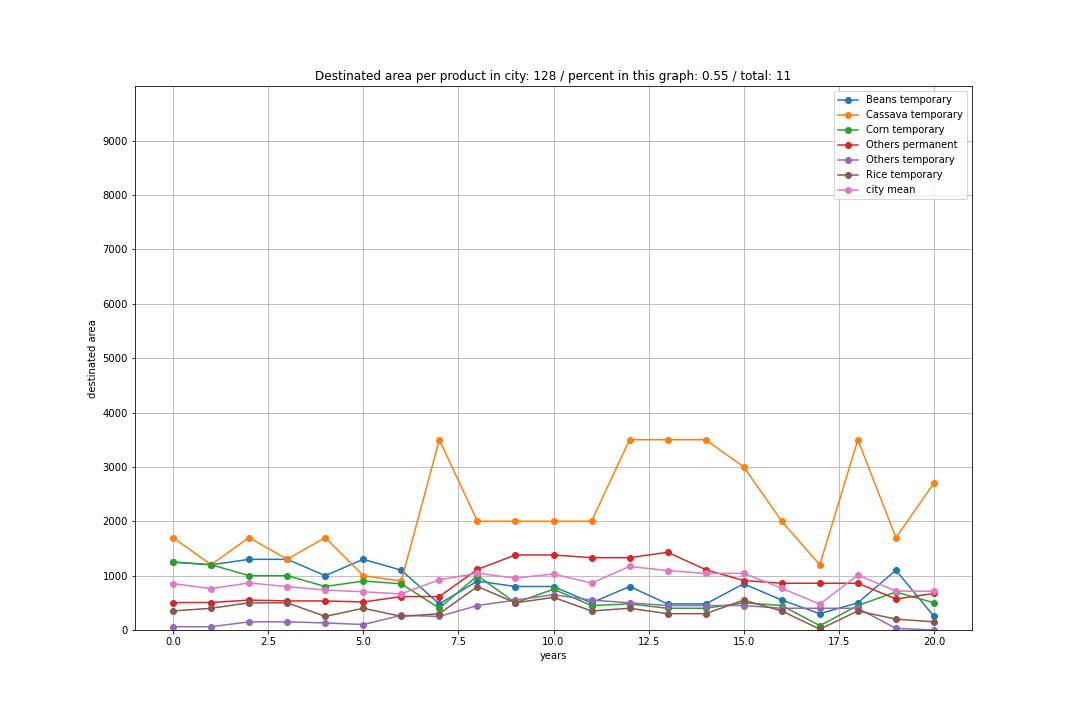 Destinated area per product in city: 128 / percent in this graph: 0.55 / total: 11
Beans temporary
Cassava temporary
Corn temporary
Others permanent
Others temporary
Rice temporary
city mean
destinated area
9000
8000
7000
6000
5000
4000
3000
2000
1000
0
0.0 2.5 5.0 7.5 10.0 12.5 15.0 17.5 20.0
years